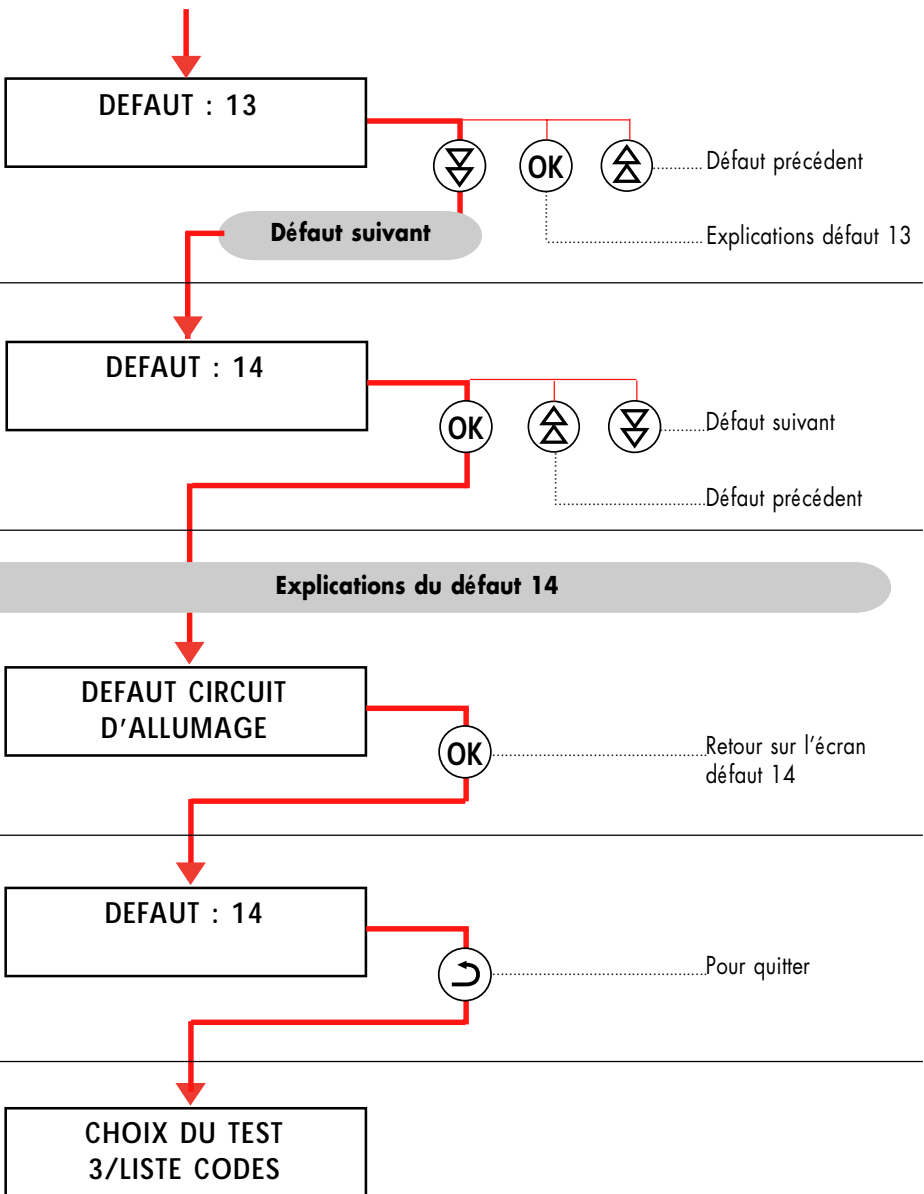 DEFAUT : 13
OK
Défaut précédent
Défaut suivant
Explications défaut 13
DEFAUT : 14
OK
Défaut suivant
Défaut précédent
Explications du défaut 14
DEFAUT CIRCUIT
D'ALLUMAGE
OK
Retour sur l'écran
défaut 14
DEFAUT : 14
Pour quitter
CHOIX DU TEST
3/LISTE CODES